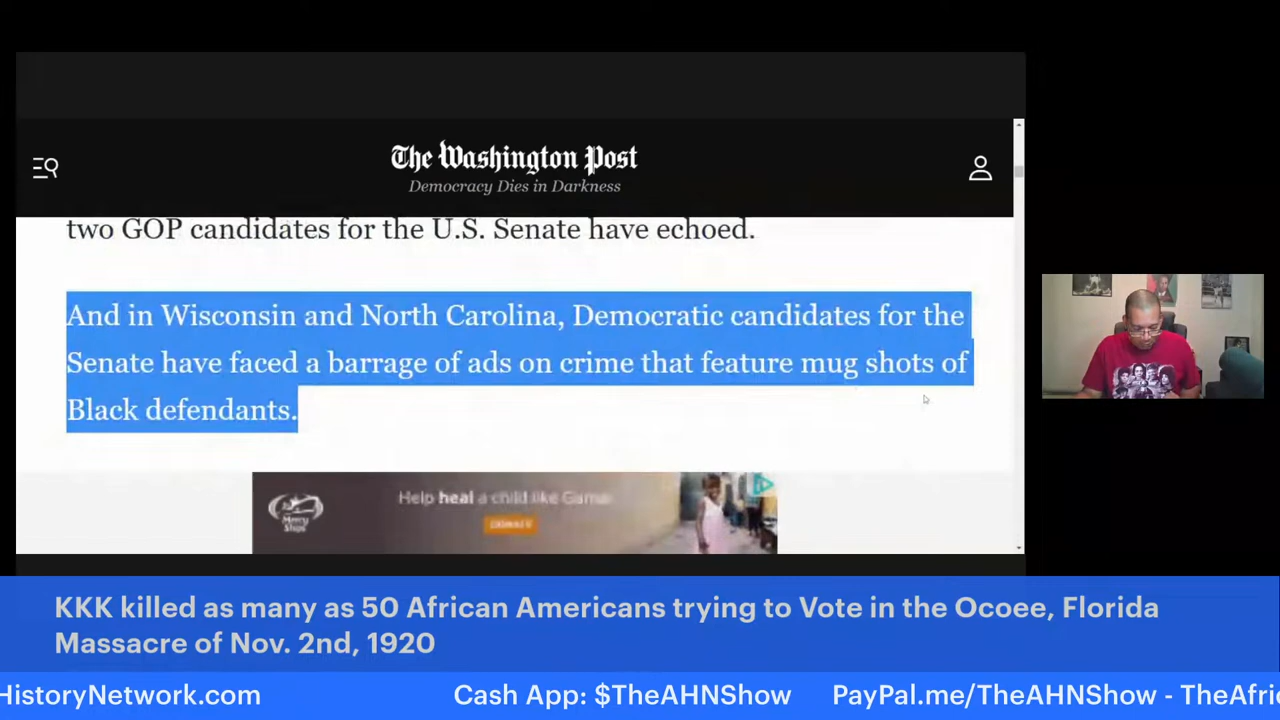 The Washington Post
Democracy Dies in Darkness
two GOP candidates for the U.S. Senate have echoed.
And in Wisconsin and North Carolina, Democratic candidates for the
Senate have faced a barrage of ads on crime that feature mug shots of
Black defendants.
Mercy
Ships
Help heal a child like Gama
KKK killed as many as 50 African Americans trying to Vote in the Ocoee, Florida
Massacre of Nov. 2nd, 1920
HistoryNetwork.com Cash App: $TheAHNShow PayPal.me/TheAHNShow - TheAfri